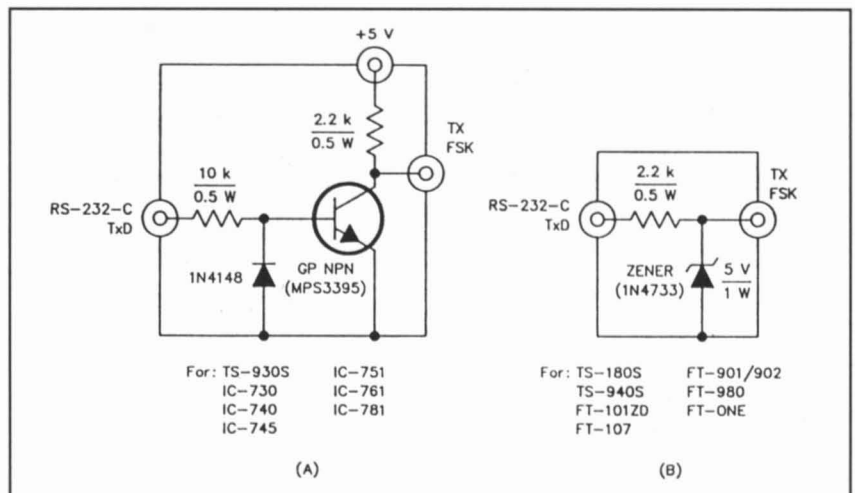 +5 V
2.2 k
0.5 W
TX
FSK
10 k
0.5 W
RS-232-C
TxD
1N4148
GP NPN
(MPS3395)
For: TS-930S IC-751
IC-730 IC-761
IC-740 IC-781
IC-745
(A)
2.2 k
0.5 W
TX
FSK
RS-232-C
TxD
ZENER
(1N4733)
5 V
1 W
For: TS-180S FT-901/902
TS-940S FT-980
FT-101ZD FT-ONE
FT-107
(B)